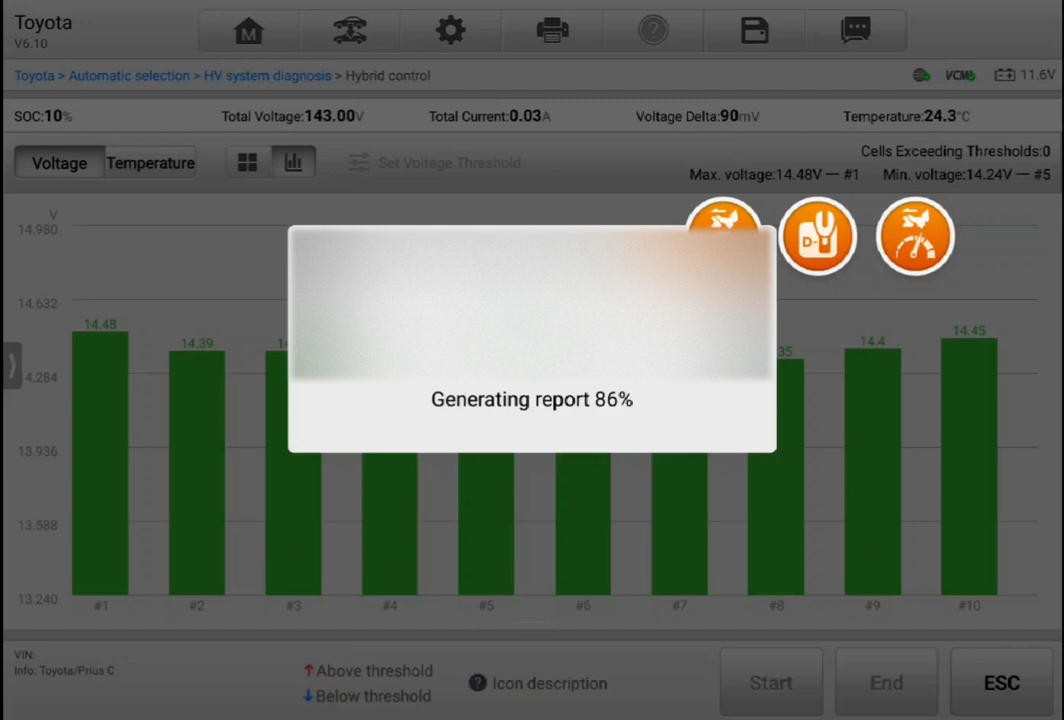 Toyota
V6.10
M
Toyota > Automatic selection > HV system diagnosis > Hybrid control
VCMI
11.6V
SOC:10% Total Voltage:143.00V Total Current:0.03A Voltage Delta:90mV Temperature:24.3°C
Voltage Temperature Set Voltage Threshold
Cells Exceeding Thresholds:0
Max. voltage:14.48V — #1 Min. voltage:14.24V — #5
V
14.980
14.632
4.284
13.936
13.588
13.240
14.48 14.39 14.4 14.45
35
D-
Generating report 86%
#1 #2 #3 #4 #5 #6 #7 #8 #9 #10
VIN:
Info: Toyota/Prius C
Above threshold
Below threshold
? Icon description
Start End ESC